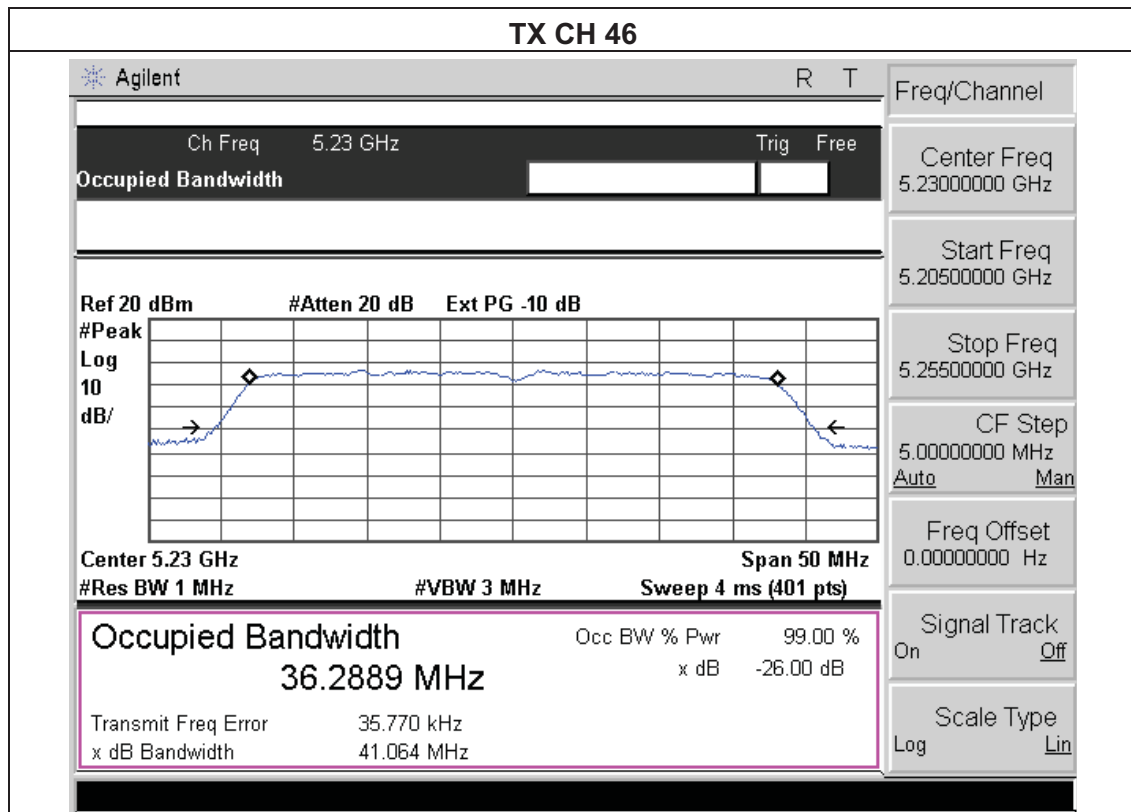 TX CH 46
Agilent
R T
Ch Freq 5.23 GHz Trig Free
Occupied Bandwidth
Ref 20 dBm #Atten 20 dB Ext PG -10 dB
#Peak
Log
10
dB/
Center 5.23 GHz Span 50 MHz
#Res BW 1 MHz #VBW 3 MHz Sweep 4 ms (401 pts)
Occupied Bandwidth
36.2889 MHz
Occ BW % Pwr 99.00 %
x dB -26.00 dB
Transmit Freq Error 35.770 kHz
x dB Bandwidth 41.064 MHz
Freq/Channel
Center Freq
5.23000000 GHz
Start Freq
5.20500000 GHz
Stop Freq
5.25500000 GHz
CF Step
5.00000000 MHz
Auto Man
Freq Offset
0.00000000 Hz
Signal Track
On Off
Scale Type
Log Lin